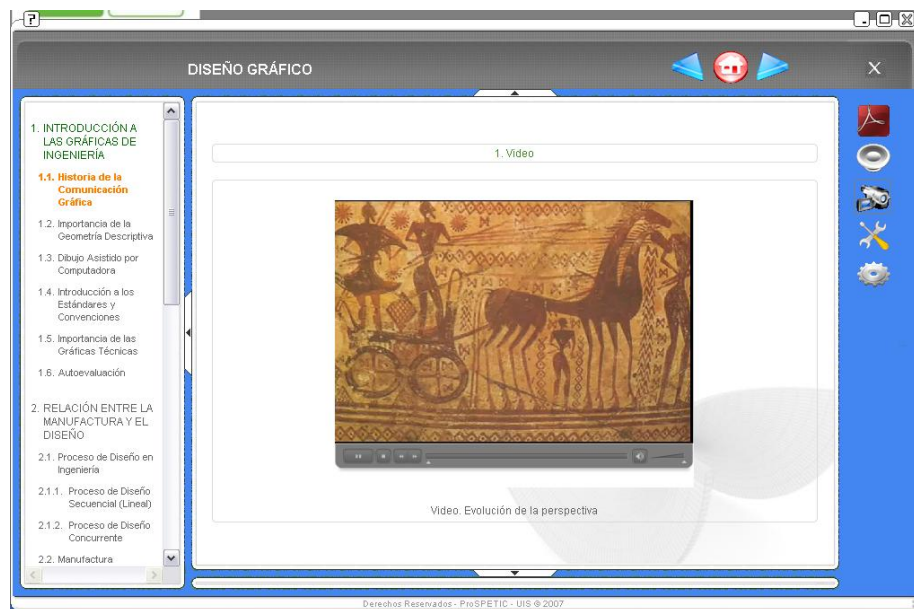 ?
DISEÑO GRÁFICO
X
1. INTRODUCCIÓN A
LAS GRÁFICAS DE
INGENIERÍA
1.1. Historia de la
Comunicación
Gráfica
1.2. Importancia de la
Geometría Descriptiva
1.3. Dibujo Asistido por
Computadora
1.4. Introducción a los
Estándares y
Convenciones
1.5. Importancia de las
Gráficas Técnicas
1.6. Autoevaluación
2. RELACIÓN ENTRE LA
MANUFACTURA Y EL
DISEÑO
2.1. Proceso de Diseño en
Ingeniería
2.1.1. Proceso de Diseño
Secuencial (Lineal)
2.1.2. Proceso de Diseño
Concurrente
2.2. Manufactura
1. Video
Video. Evolución de la perspectiva
Derechos Reservados - ProSPETIC - UIS © 2007